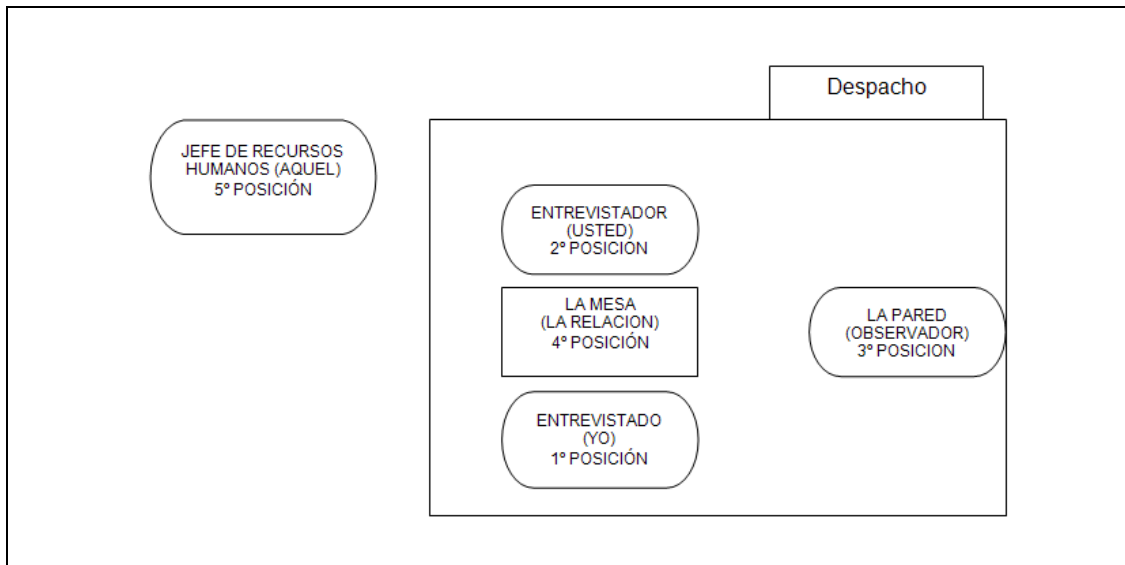 Despacho
JEFE DE RECURSOS
HUMANOS (AQUEL)
5º POSICIÓN
ENTREVISTADOR
(USTED)
2º POSICIÓN
LA MESA
(LA RELACION)
4º POSICIÓN
LA PARED
(OBSERVADOR)
3º POSICION
ENTREVISTADO
(YO)
1º POSICIÓN